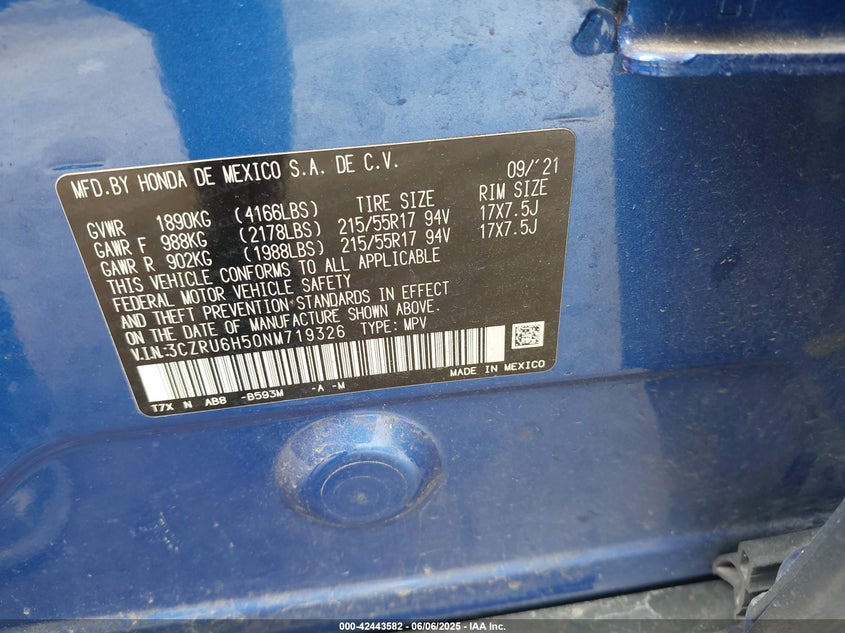 MFD.BY HONDA DE MEXICO S.A. DE C.V. 09/'21
TIRE SIZE RIM SIZE
GVWR 1890KG (4166LBS)
GAWR F 988KG (2178LBS) 215/55R17 94V 17X7.5J
GAWR R 902KG (1988LBS) 215/55R17 94V 17X7.5J
THIS VEHICLE CONFORMS TO ALL APPLICABLE
FEDERAL MOTOR VEHICLE SAFETY
AND THEFT PREVENTION STANDARDS IN EFFECT
ON THE DATE OF MANUFACTURE SHOWN ABOVE.
V.I.N.3CZRU6H50NM719326 TYPE: MPV
MADE IN MEXICO
T7X N AB8 -B593M -A -M
000-42443582 - 06/06/2025 - IAA Inc.